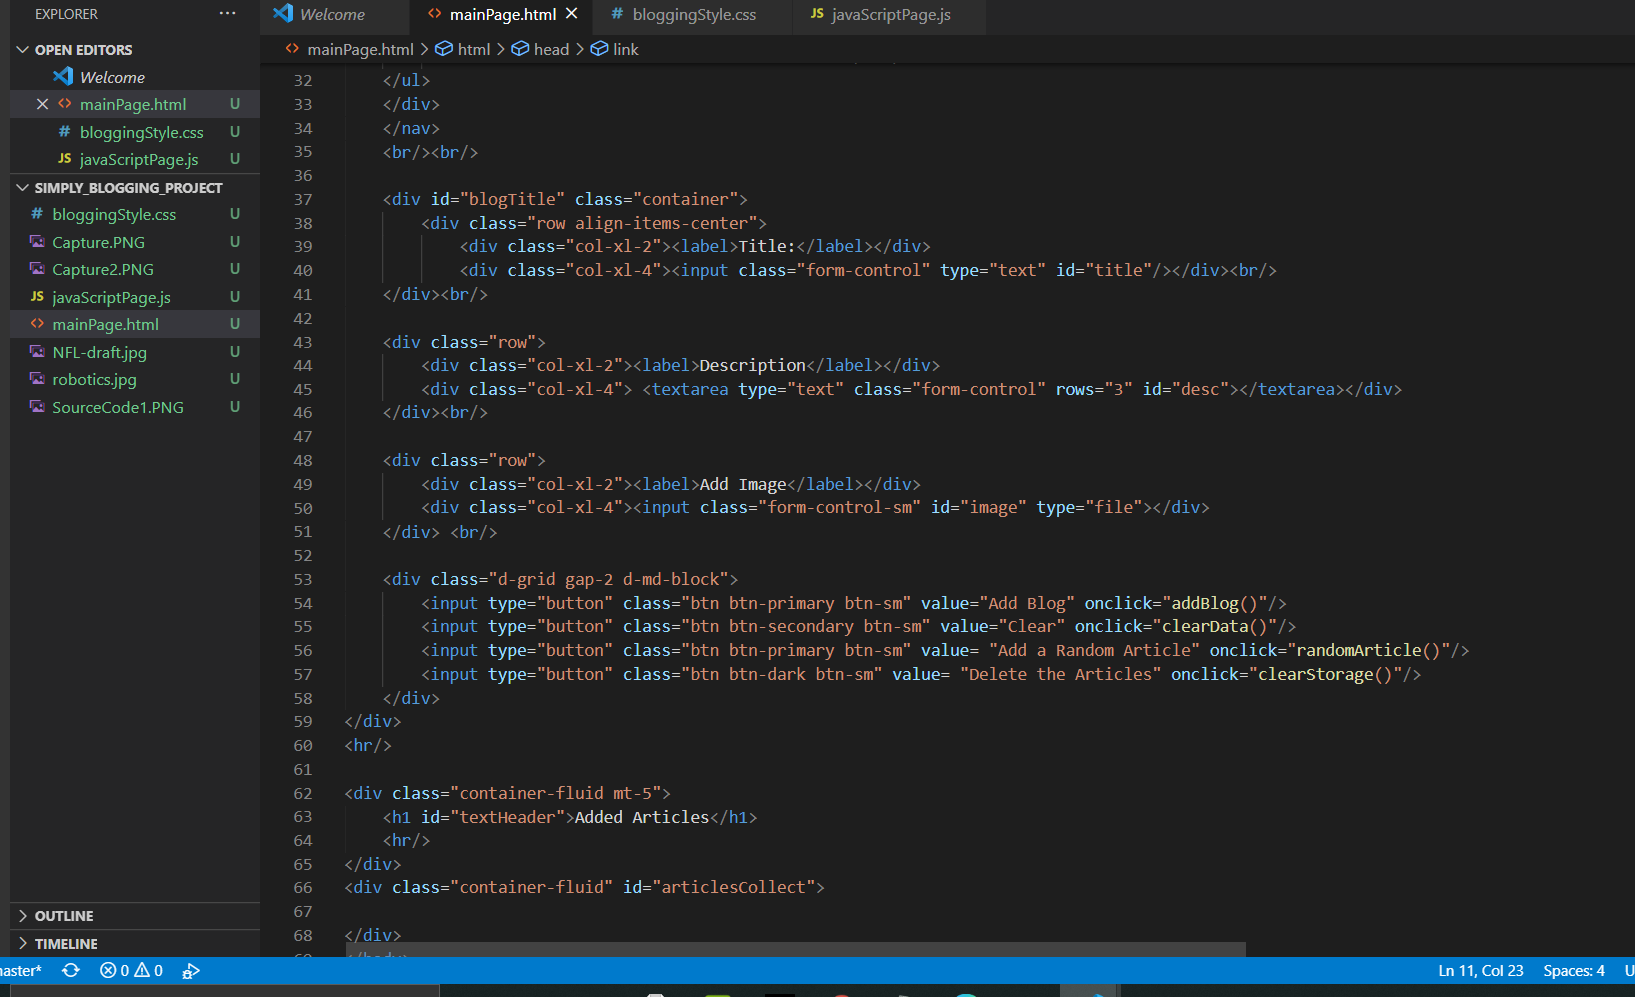 EXPLORER ···
OPEN EDITORS
Welcome
mainPage.html U
# bloggingStyle.css U
JS javaScriptPage.js U
SIMPLY_BLOGGING_PROJECT
# bloggingStyle.css U
Capture.PNG U
Capture2.PNG U
JS javaScriptPage.js U
mainPage.html U
NFL-draft.jpg U
robotics.jpg U
SourceCode1.PNG U
OUTLINE
TIMELINE
Welcome
mainPage.html
# bloggingStyle.css
JS javaScriptPage.js
mainPage.html > html > head > link
32 </ul>
33 </div>
34 </nav>
35 <br/><br/>
36
37 <div id="blogTitle" class="container">
38 <div class="row align-items-center">
39 <div class="col-xl-2"><label>Title:</label></div>
40 <div class="col-xl-4"><input class="form-control" type="text" id="title"/></div><br/>
41 </div><br/>
42
43 <div class="row">
44 <div class="col-xl-2"><label>Description</label></div>
45 <div class="col-xl-4"> <textarea type="text" class="form-control" rows="3" id="desc"></textarea></div>
46 </div><br/>
47
48 <div class="row">
49 <div class="col-xl-2"><label>Add Image</label></div>
50 <div class="col-xl-4"><input class="form-control-sm" id="image" type="file"></div>
51 </div> <br/>
52
53 <div class="d-grid gap-2 d-md-block">
54 <input type="button" class="btn btn-primary btn-sm" value="Add Blog" onclick="addBlog()"/>
55 <input type="button" class="btn btn-secondary btn-sm" value="Clear" onclick="clearData()"/>
56 <input type="button" class="btn btn-primary btn-sm" value= "Add a Random Article" onclick="randomArticle()"/>
57 <input type="button" class="btn btn-dark btn-sm" value= "Delete the Articles" onclick="clearStorage()"/>
58 </div>
59 </div>
60 <hr/>
61
62 <div class="container-fluid mt-5">
63 <h1 id="textHeader">Added Articles</h1>
64 <hr/>
65 </div>
66 <div class="container-fluid" id="articlesCollect">
67
68 </div>
aster* 0 0
Ln 11, Col 23 Spaces: 4 U